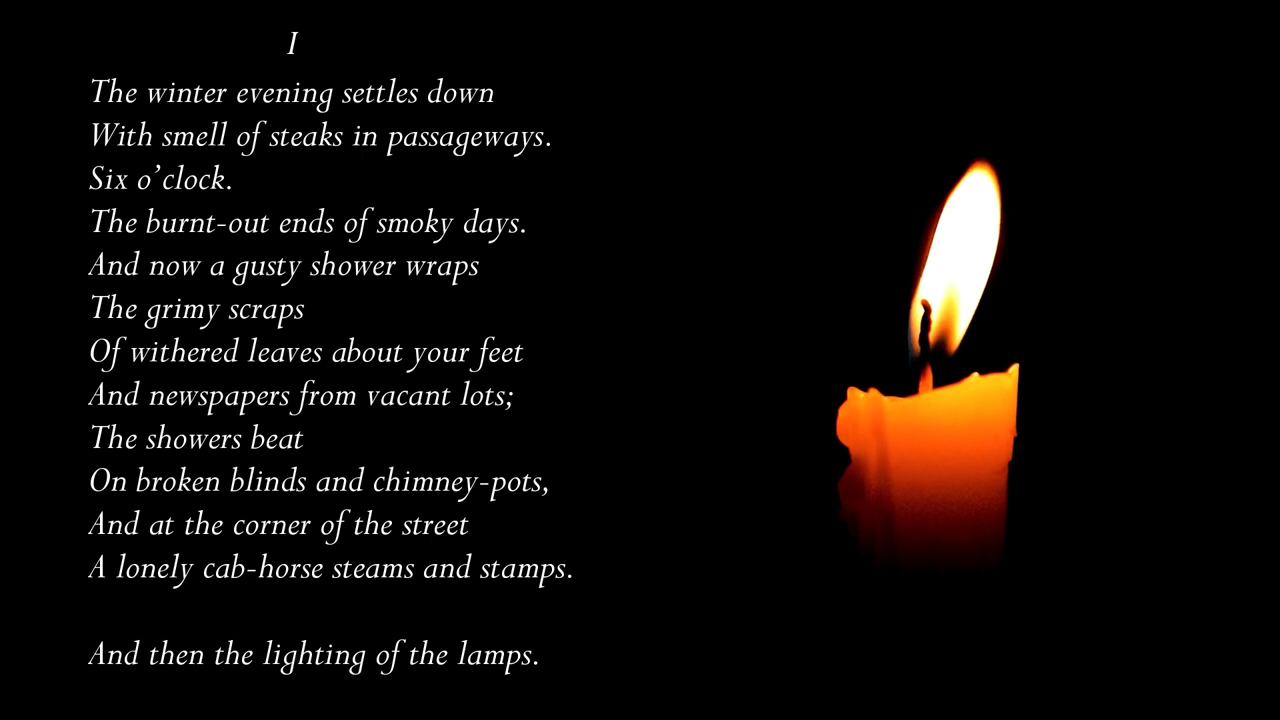 I
The winter evening settles down
With smell of steaks in passageways.
Six o’clock.
The burnt-out ends of smoky days.
And now a gusty shower wraps
The grimy scraps
Of withered leaves about your feet
And newspapers from vacant lots;
The showers beat
On broken blinds and chimney-pots,
And at the corner of the street
A lonely cab-horse steams and stamps.
And then the lighting of the lamps.